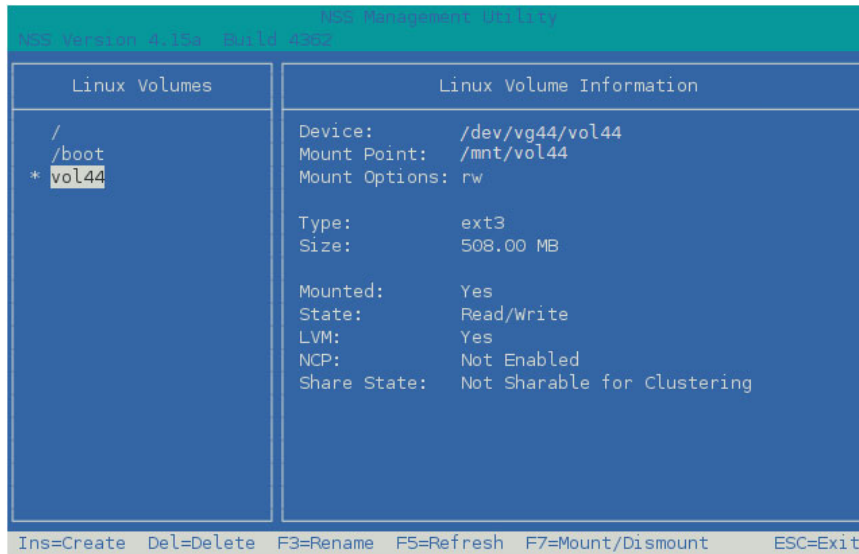 NSS Management Utility
NSS Version 4.15a Build 4362
Linux Volumes
/
/boot
* vol44
Linux Volume Information
Device: /dev/vg44/vol44
Mount Point: /mnt/vol44
Mount Options: rw
Type: ext3
Size: 508.00 MB
Mounted: Yes
State: Read/Write
LVM: Yes
NCP: Not Enabled
Share State: Not Sharable for Clustering
Ins=Create Del=Delete F3=Rename F5=Refresh F7=Mount/Dismount ESC=Exit